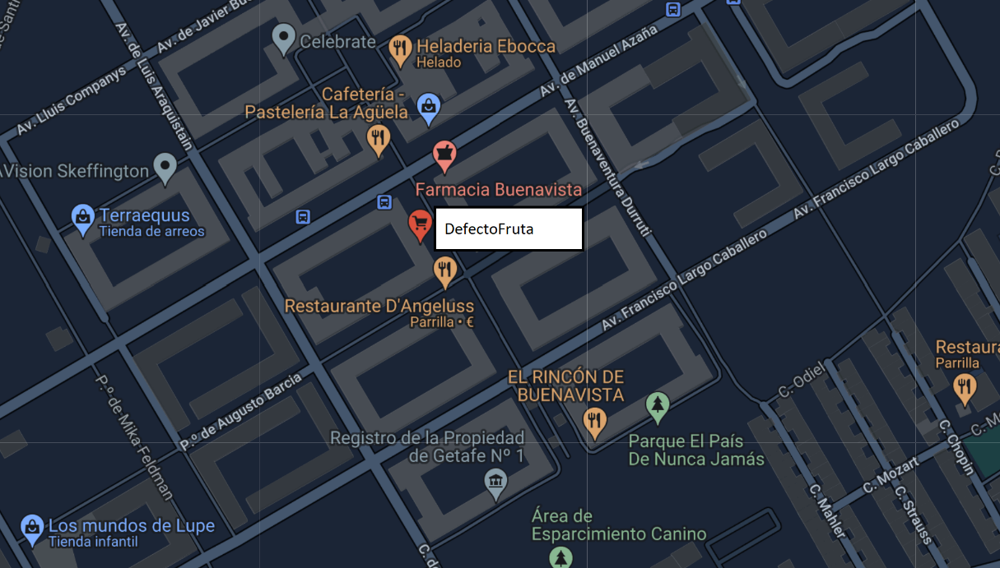 Av. de Luis Araquistain
Av. de Javier Bu
Celebrate
Heladeria Ebocca
Helado
Av. de Manuel Azaña
Av. Lluis Companys
Cafetería -
Pastelería La Agüela
Av. Buenaventura Durruti
Vision Skeffington
Farmacia Buenavista
Av. Francisco Largo Caballero
Terraequus
Tienda de arreos
DefectoFruta
Av. Francisco Largo Caballero
Restaurante D'Angeluss
Parrilla • €
Restaura
Parrilla
EL RINCÓN DE
BUENAVISTA
C. Odiel
P.º de Mika Feldman
P.º de Augusto Barcia
Registro de la Propiedad
de Getafe Nº 1
Parque El País
De Nunca Jamás
C. Chopin
C. Mozart
C. Mahler
C. Strauss
Los mundos de Lupe
Tienda infantil
Área de
Esparcimiento Canino